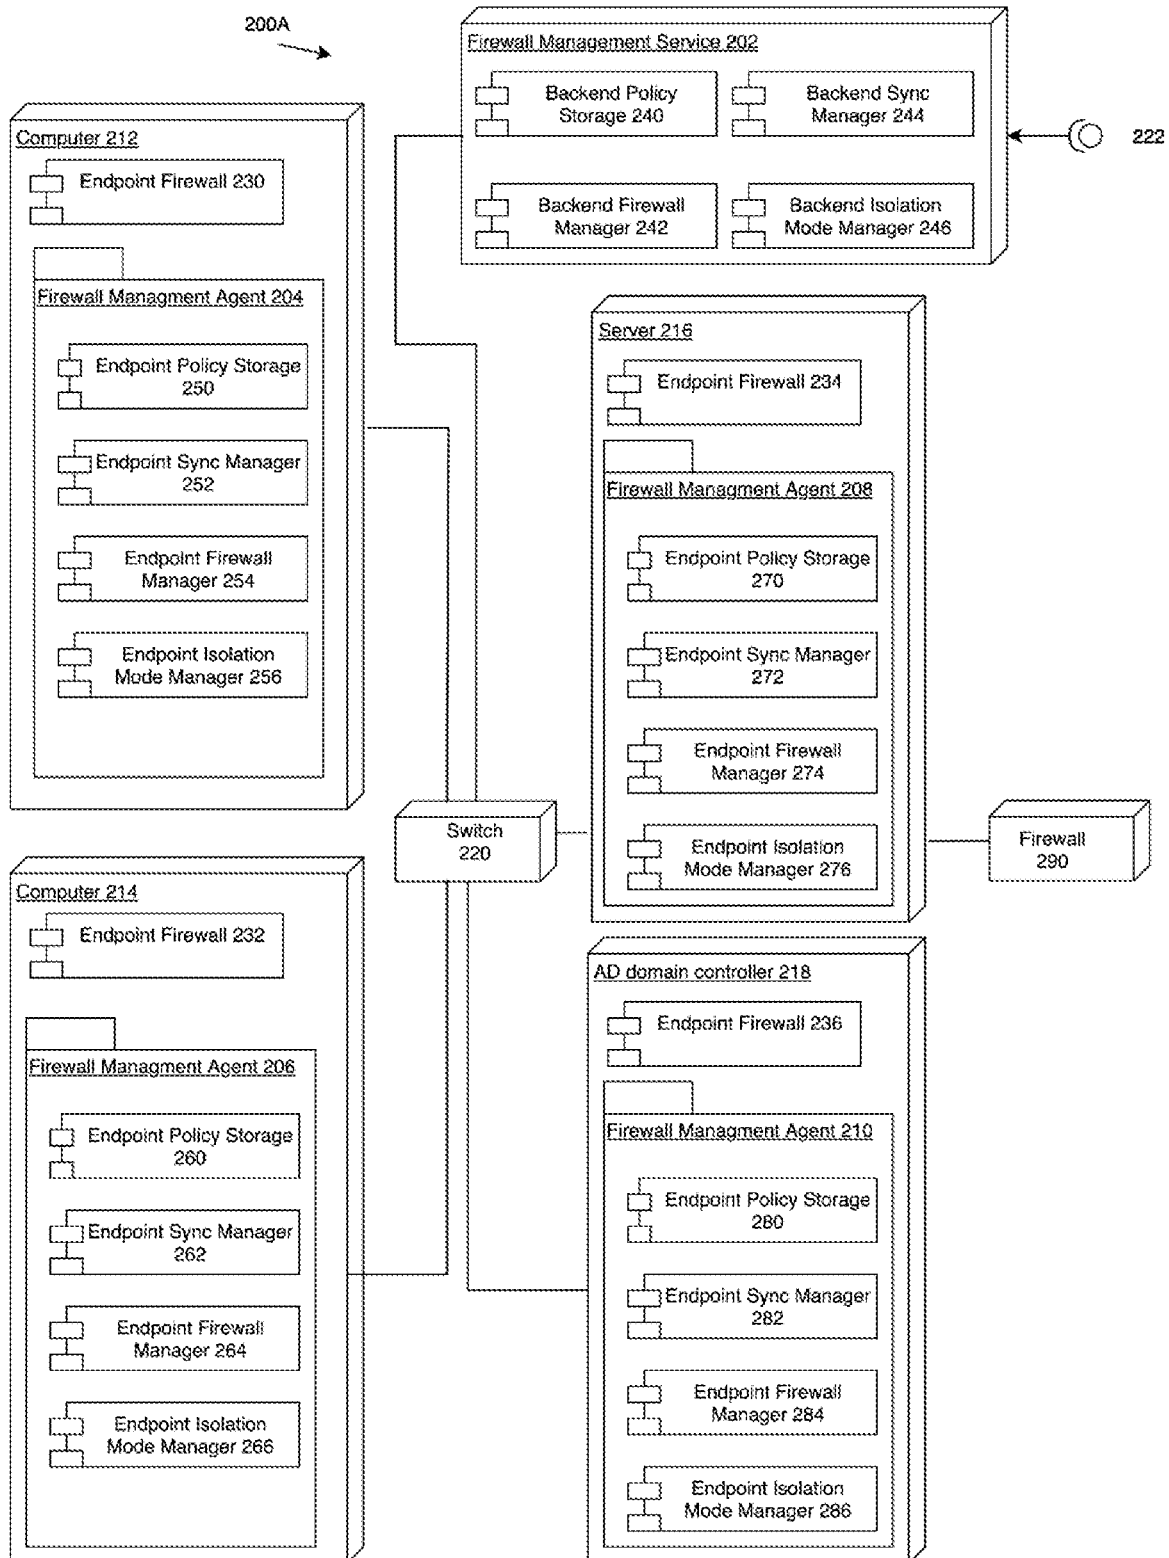 200A
Firewall Management Service 202
Backend Policy
Storage 240
Backend Sync
Manager 244
Backend Firewall
Manager 242
Backend Isolation
Mode Manager 246
222
Computer 212
Endpoint Firewall 230
Firewall Managment Agent 204
Endpoint Policy Storage
250
Endpoint Sync Manager
252
Endpoint Firewall
Manager 254
Endpoint Isolation
Mode Manager 256
Server 216
Endpoint Firewall 234
Firewall Managment Agent 208
Endpoint Policy Storage
270
Endpoint Sync Manager
272
Endpoint Firewall
Manager 274
Endpoint Isolation
Mode Manager 276
Switch
220
Firewall
290
Computer 214
Endpoint Firewall 232
Firewall Managment Agent 206
Endpoint Policy Storage
260
Endpoint Sync Manager
262
Endpoint Firewall
Manager 264
Endpoint Isolation
Mode Manager 266
AD domain controller 218
Endpoint Firewall 236
Firewall Managment Agent 210
Endpoint Policy Storage
280
Endpoint Sync Manager
282
Endpoint Firewall
Manager 284
Endpoint Isolation
Mode Manager 286